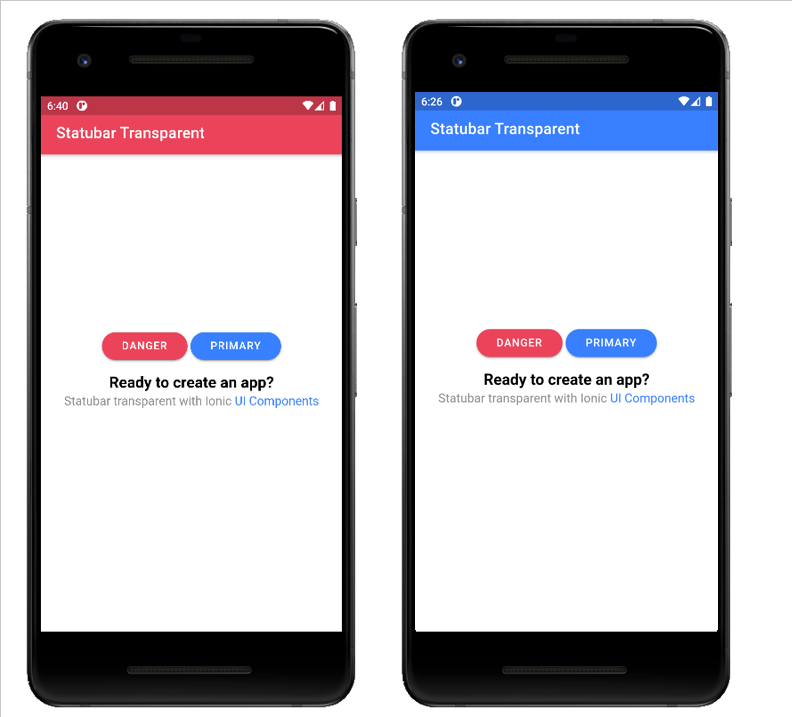 6:40
Statubar Transparent
DANGER PRIMARY
Ready to create an app?
Statubar transparent with Ionic UI Components
6:26
Statubar Transparent
DANGER PRIMARY
Ready to create an app?
Statubar transparent with Ionic UI Components